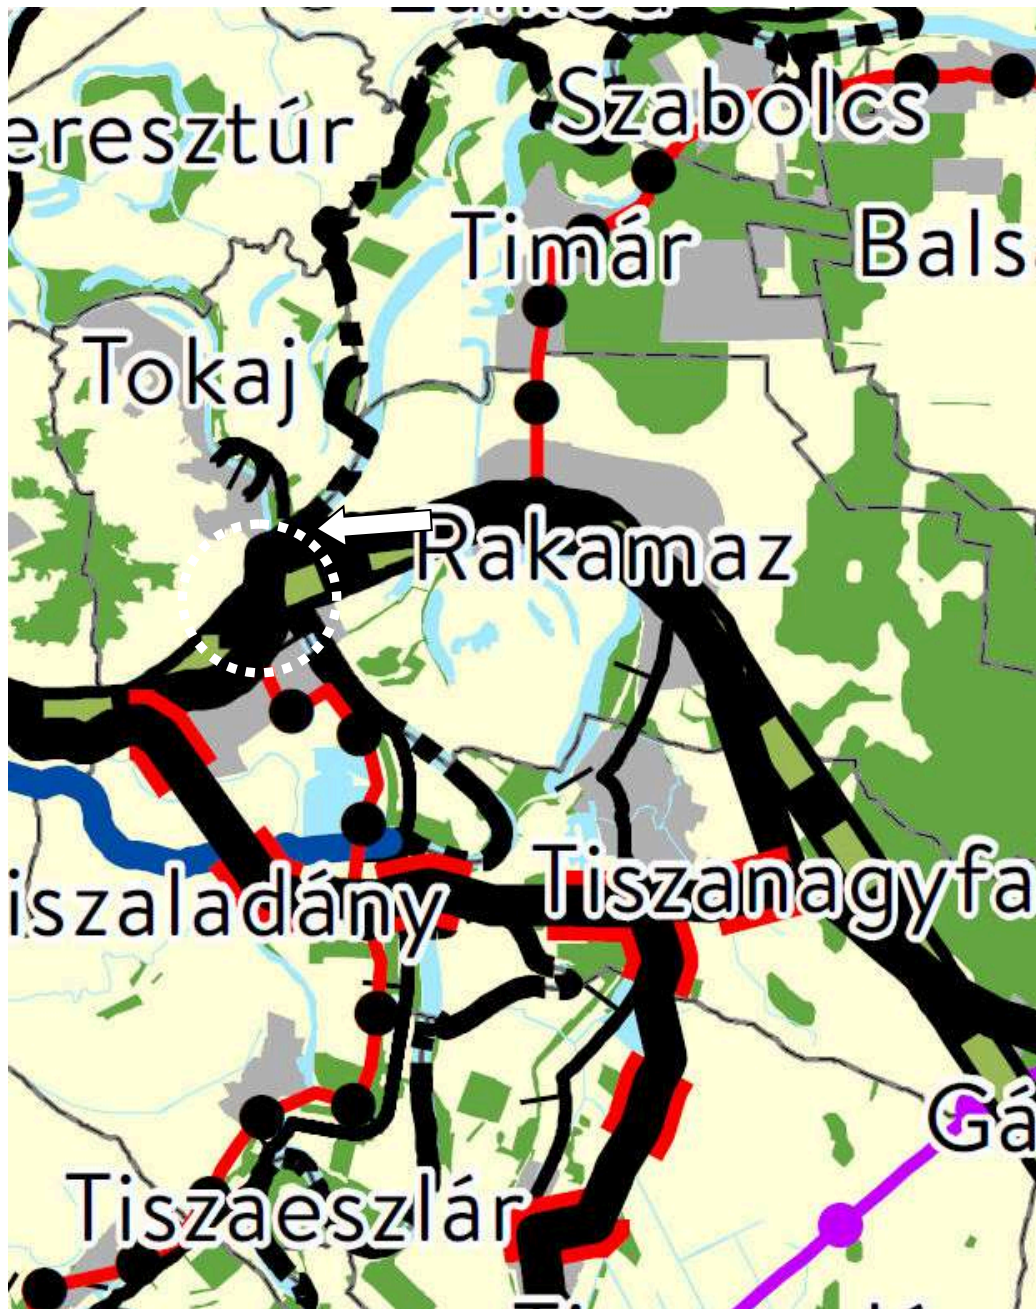 eresztúr
Szabolcs
Timár
Bals
Tokaj
Rakamaz
Tiszanagyfa
iszaladány
Gá
Tiszaeszlár